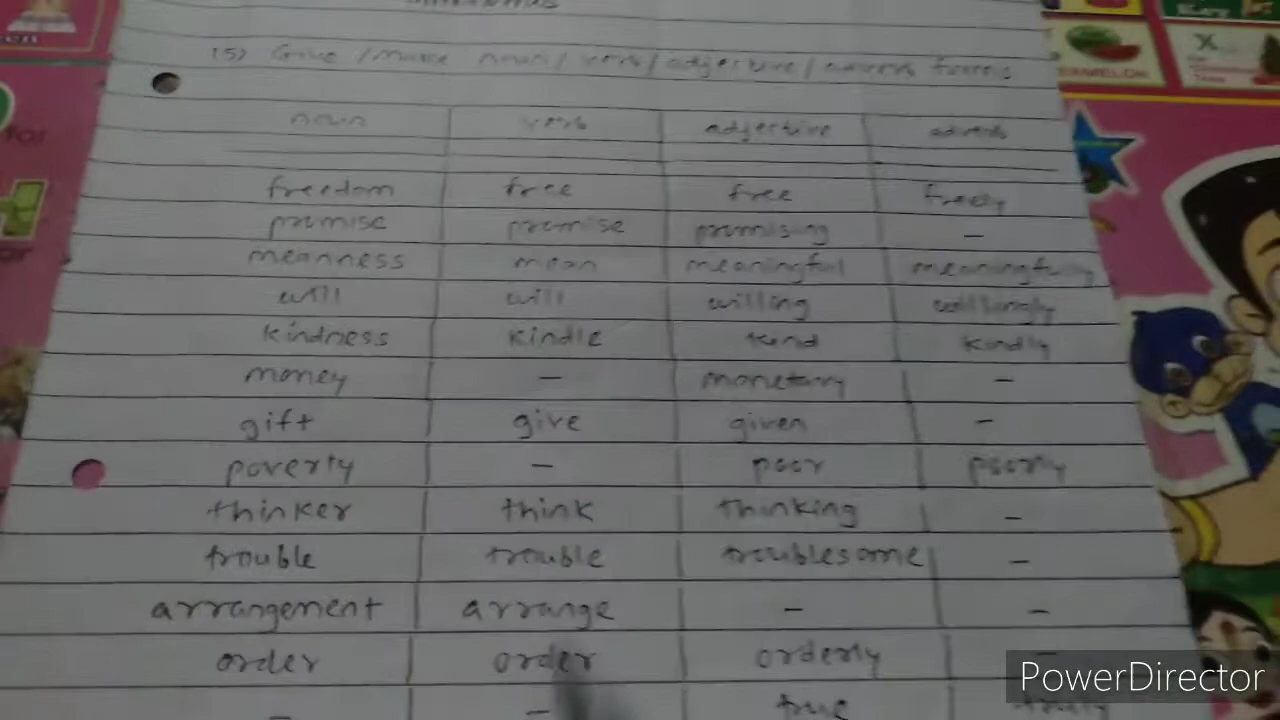 15) Give / Make noun / verb / adjective / adverb forms
noun verb adjective adverb
freedom free free freely
promise promise promising -
meanness mean meaningful meaningfully
will will willing willingly
kindness kindle kind kindly
money - monetary -
gift give given -
poverty - poor poorly
thinker think thinking -
trouble trouble troublesome -
arrangement arrange - -
order order orderly -
- - true truly
PowerDirector